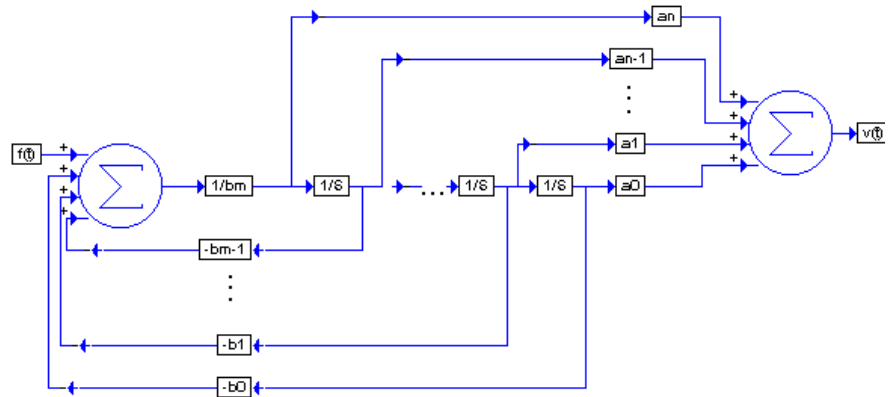 an
an-1
⋮
f(t)
+
+
+
+
Σ
1/bm
1/S
...
1/S
1/S
a1
a0
+
+
+
+
Σ
v(t)
-bm-1
⋮
-b1
-b0